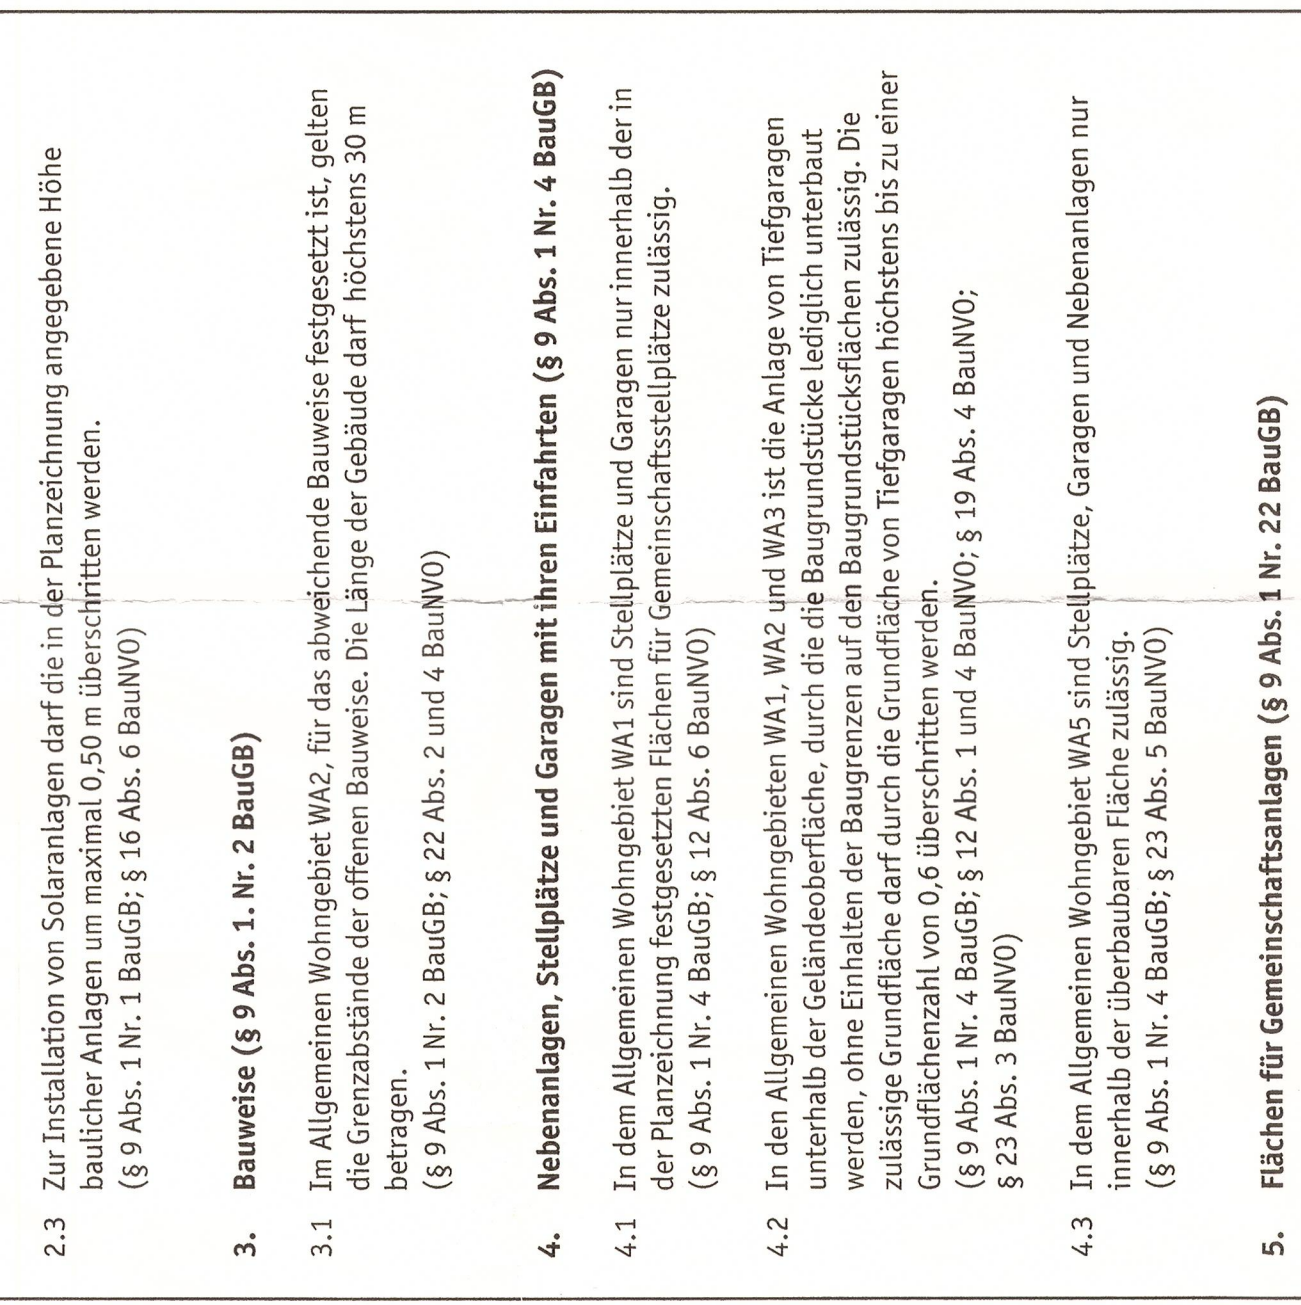 2.3 Zur Installation von Solaranlagen darf die in der Planzeichnung angegebene Höhe
baulicher Anlagen um maximal 0,50 m überschritten werden.
(§ 9 Abs. 1 Nr. 1 BauGB; § 16 Abs. 6 BauNVO)
3. Bauweise (§ 9 Abs. 1. Nr. 2 BauGB)
3.1 Im Allgemeinen Wohngebiet WA2, für das abweichende Bauweise festgesetzt ist, gelten
die Grenzabstände der offenen Bauweise. Die Länge der Gebäude darf höchstens 30 m
betragen.
(§ 9 Abs. 1 Nr. 2 BauGB; § 22 Abs. 2 und 4 BauNVO)
4. Nebenanlagen, Stellplätze und Garagen mit ihren Einfahrten (§ 9 Abs. 1 Nr. 4 BauGB)
4.1 In dem Allgemeinen Wohngebiet WA1 sind Stellplätze und Garagen nur innerhalb der in
der Planzeichnung festgesetzten Flächen für Gemeinschaftsstellplätze zulässig.
(§ 9 Abs. 1 Nr. 4 BauGB; § 12 Abs. 6 BauNVO)
4.2 In den Allgemeinen Wohngebieten WA1, WA2 und WA3 ist die Anlage von Tiefgaragen
unterhalb der Geländeoberfläche, durch die die Baugrundstücke lediglich unterbaut
werden, ohne Einhalten der Baugrenzen auf den Baugrundstücksflächen zulässig. Die
zulässige Grundfläche darf durch die Grundfläche von Tiefgaragen höchstens bis zu einer
Grundflächenzahl von 0,6 überschritten werden.
(§ 9 Abs. 1 Nr. 4 BauGB; § 12 Abs. 1 und 4 BauNVO; § 19 Abs. 4 BauNVO;
§ 23 Abs. 3 BauNVO)
4.3 In dem Allgemeinen Wohngebiet WA5 sind Stellplätze, Garagen und Nebenanlagen nur
innerhalb der überbaubaren Fläche zulässig.
(§ 9 Abs. 1 Nr. 4 BauGB; § 23 Abs. 5 BauNVO)
5. Flächen für Gemeinschaftsanlagen (§ 9 Abs. 1 Nr. 22 BauGB)